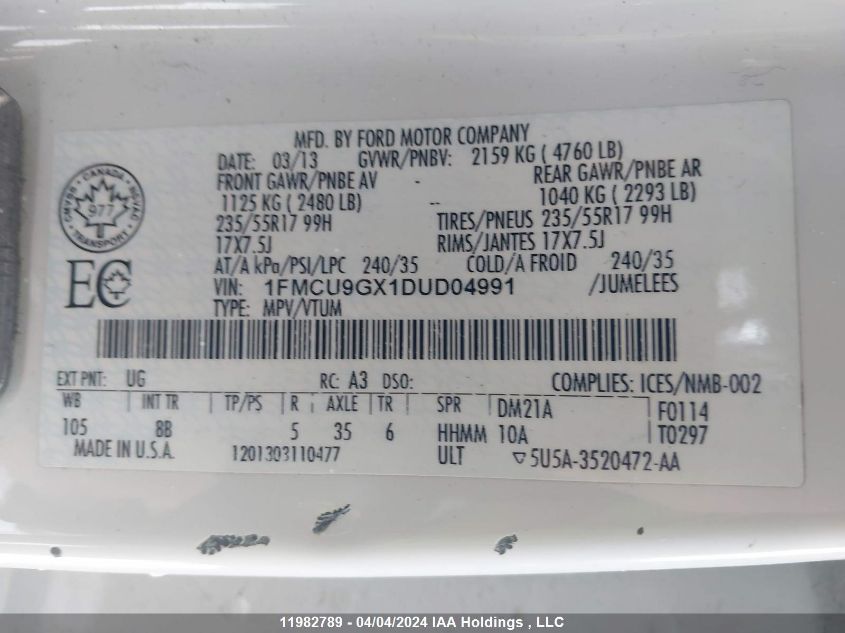 MFD. BY FORD MOTOR COMPANY
DATE: 03/13 GVWR/PNBV: 2159 KG ( 4760 LB)
FRONT GAWR/PNBE AV REAR GAWR/PNBE AR
1125 KG ( 2480 LB) 1040 KG ( 2293 LB)
235/55R17 99H TIRES/PNEUS 235/55R17 99H
17X7.5J RIMS/JANTES 17X7.5J
AT/A kPa/PSI/LPC 240/35 COLD/A FROID 240/35
VIN: 1FMCU9GX1DUD04991 /JUMELEES
TYPE: MPV/VTUM
CANADA
CMVSS NSVAC
977
TRANSPORT
EC
EXT PNT: UG RC: A3 DSO: COMPLIES: ICES/NMB-002
WB INT TR TP/PS R AXLE TR SPR DM21A F0114
105 8B 5 35 6 HHMM 10A T0297
MADE IN U.S.A. 1201303110477 ULT 5U5A-3520472-AA
11982789 - 04/04/2024 IAA Holdings , LLC